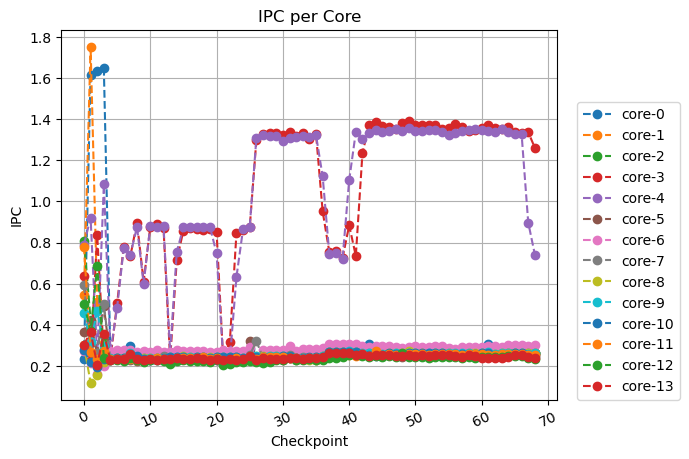 IPC per Core
IPC
1.8
1.6
1.4
1.2
1.0
0.8
0.6
0.4
0.2
0
10
20
30
40
50
60
70
Checkpoint
core-0
core-1
core-2
core-3
core-4
core-5
core-6
core-7
core-8
core-9
core-10
core-11
core-12
core-13